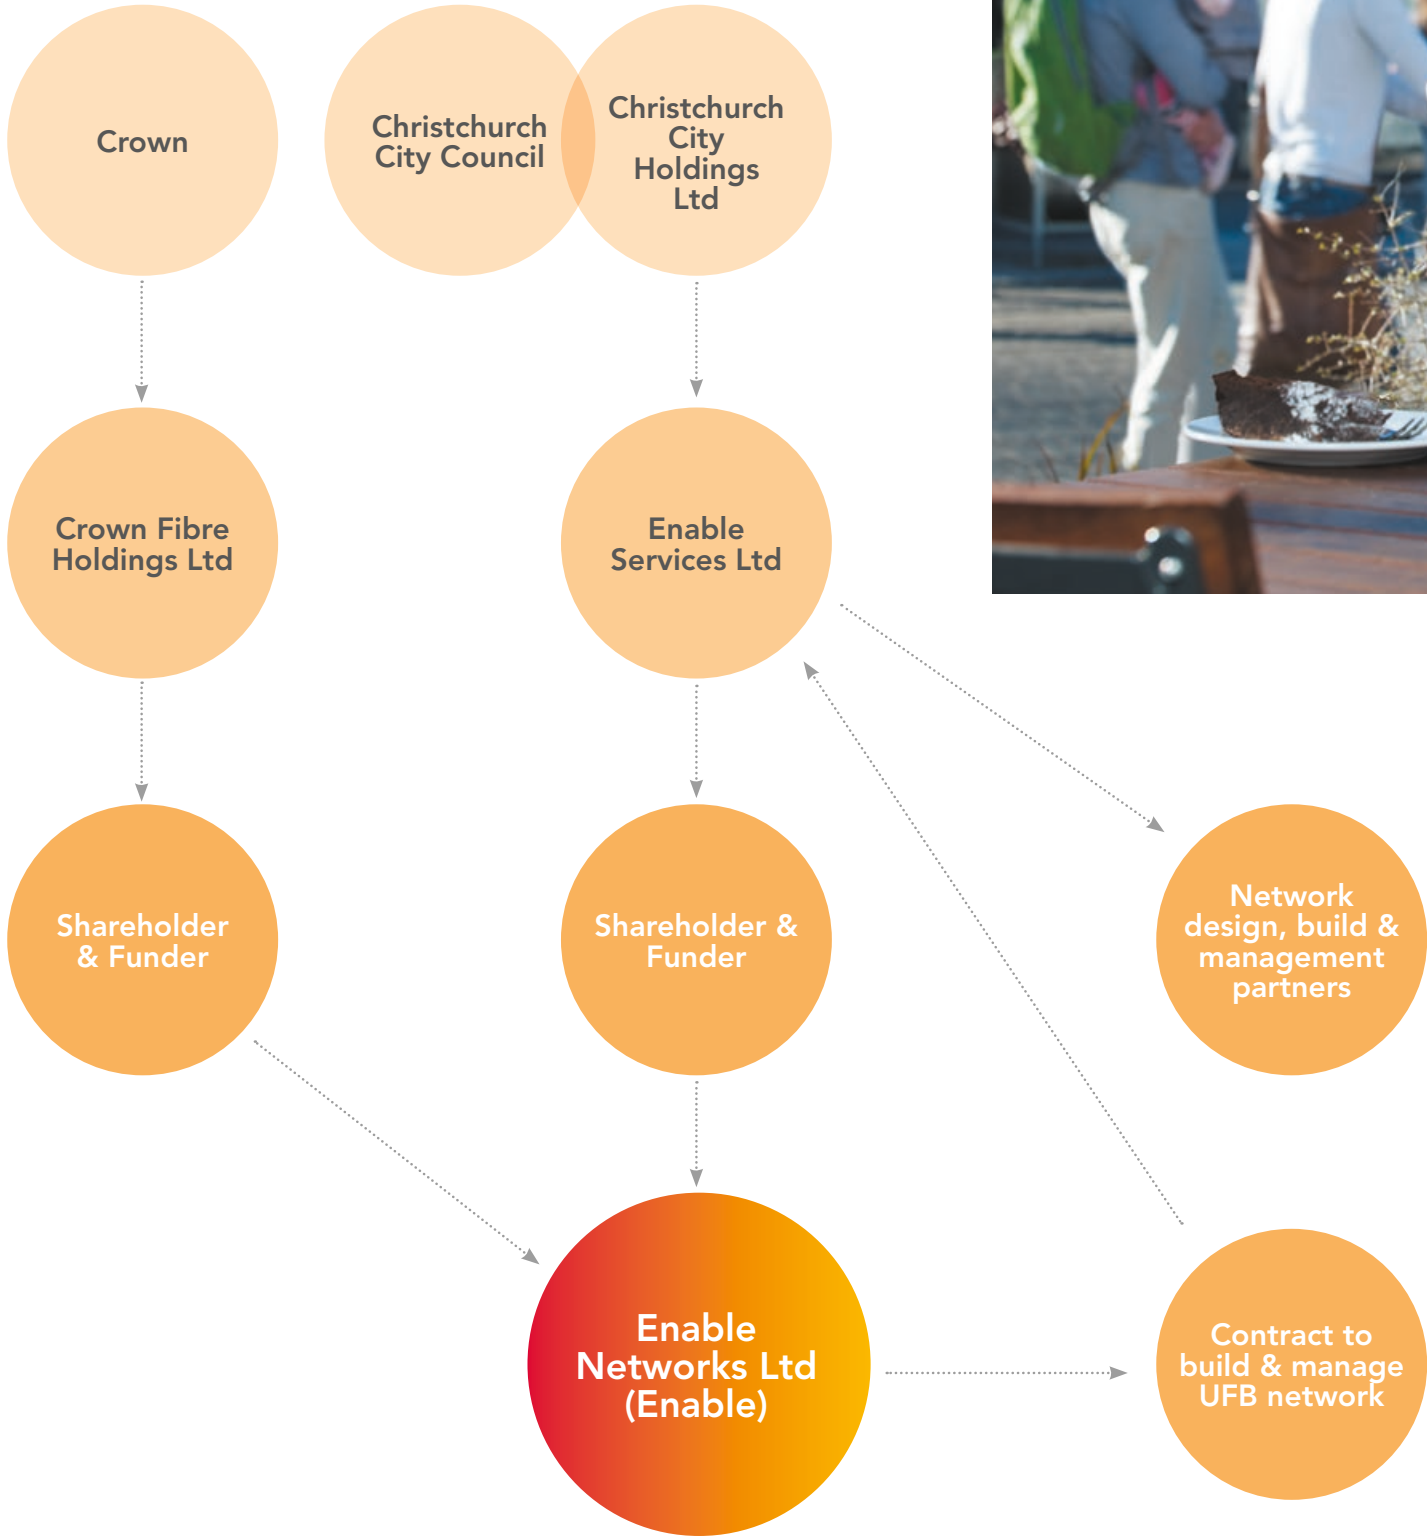 Crown
Christchurch
City Council
Christchurch
City
Holdings
Ltd
Crown Fibre
Holdings Ltd
Enable
Services Ltd
Shareholder
& Funder
Shareholder &
Funder
Network
design, build &
management
partners
Enable
Networks Ltd
(Enable)
Contract to
build & manage
UFB network